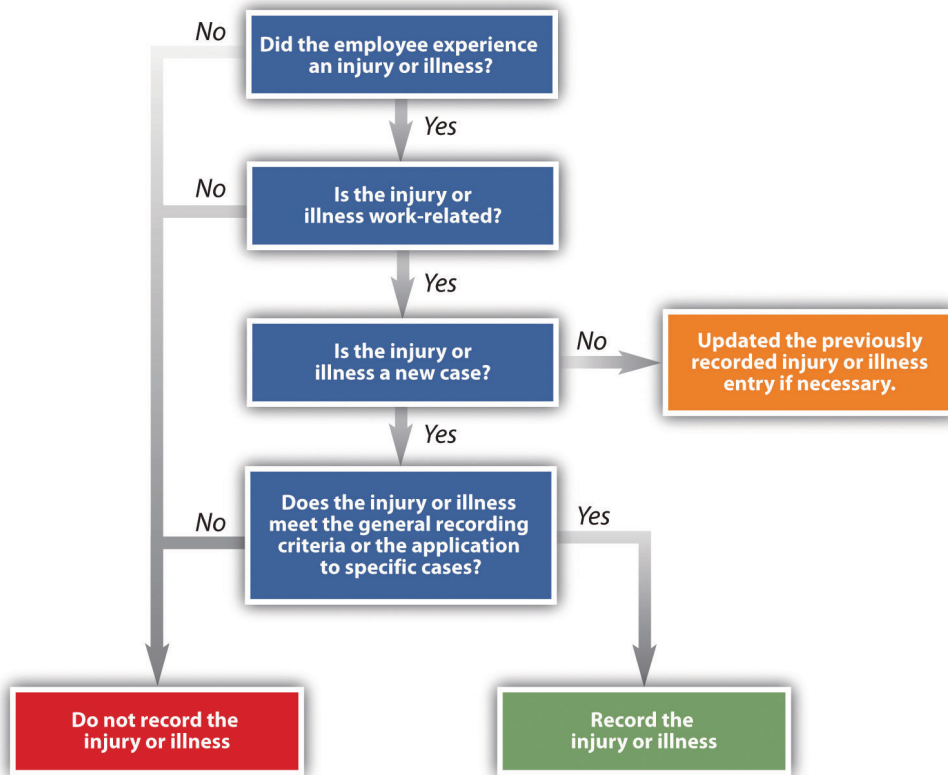 No
Did the employee experience
an injury or illness?
Yes
No
Is the injury or
illness work-related?
Yes
Is the injury or
illness a new case?
No
Updated the previously
recorded injury or illness
entry if necessary.
Yes
No
Does the injury or illness
meet the general recording
criteria or the application
to specific cases?
Yes
Do not record the
injury or illness
Record the
injury or illness